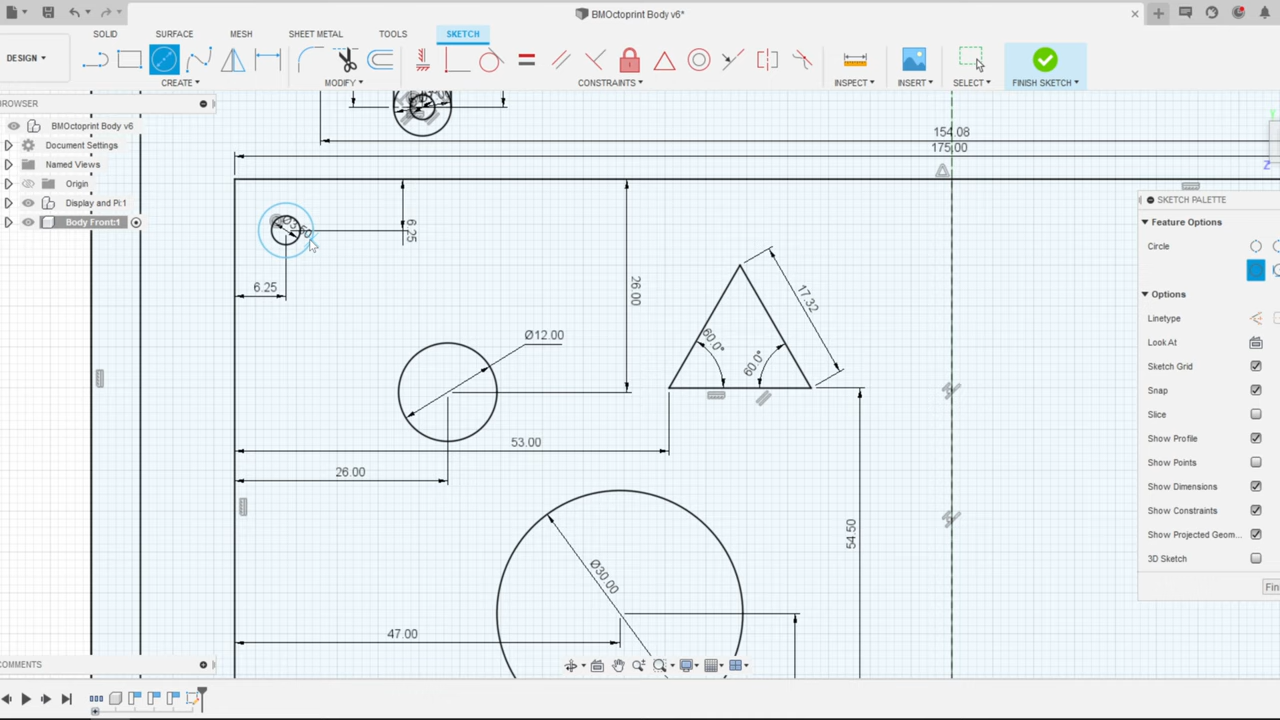 BMOctoprint Body v6*
SOLID
SURFACE
MESH
SHEET METAL
TOOLS
SKETCH
DESIGN
CREATE
MODIFY
CONSTRAINTS
INSPECT
INSERT
SELECT
FINISH SKETCH
BROWSER
BMOctoprint Body v6
Document Settings
Named Views
Origin
Display and Pi:1
Body Front:1
154.08
175.00
Y
Z
6.25
6.25
26.00
Ø12.00
17.32
60.0°
60.0°
53.00
26.00
54.50
Ø30.00
47.00
SKETCH PALETTE
Feature Options
Circle
Options
Linetype
Look At
Sketch Grid
Snap
Slice
Show Profile
Show Points
Show Dimensions
Show Constraints
Show Projected Geom...
3D Sketch
Fin
COMMENTS